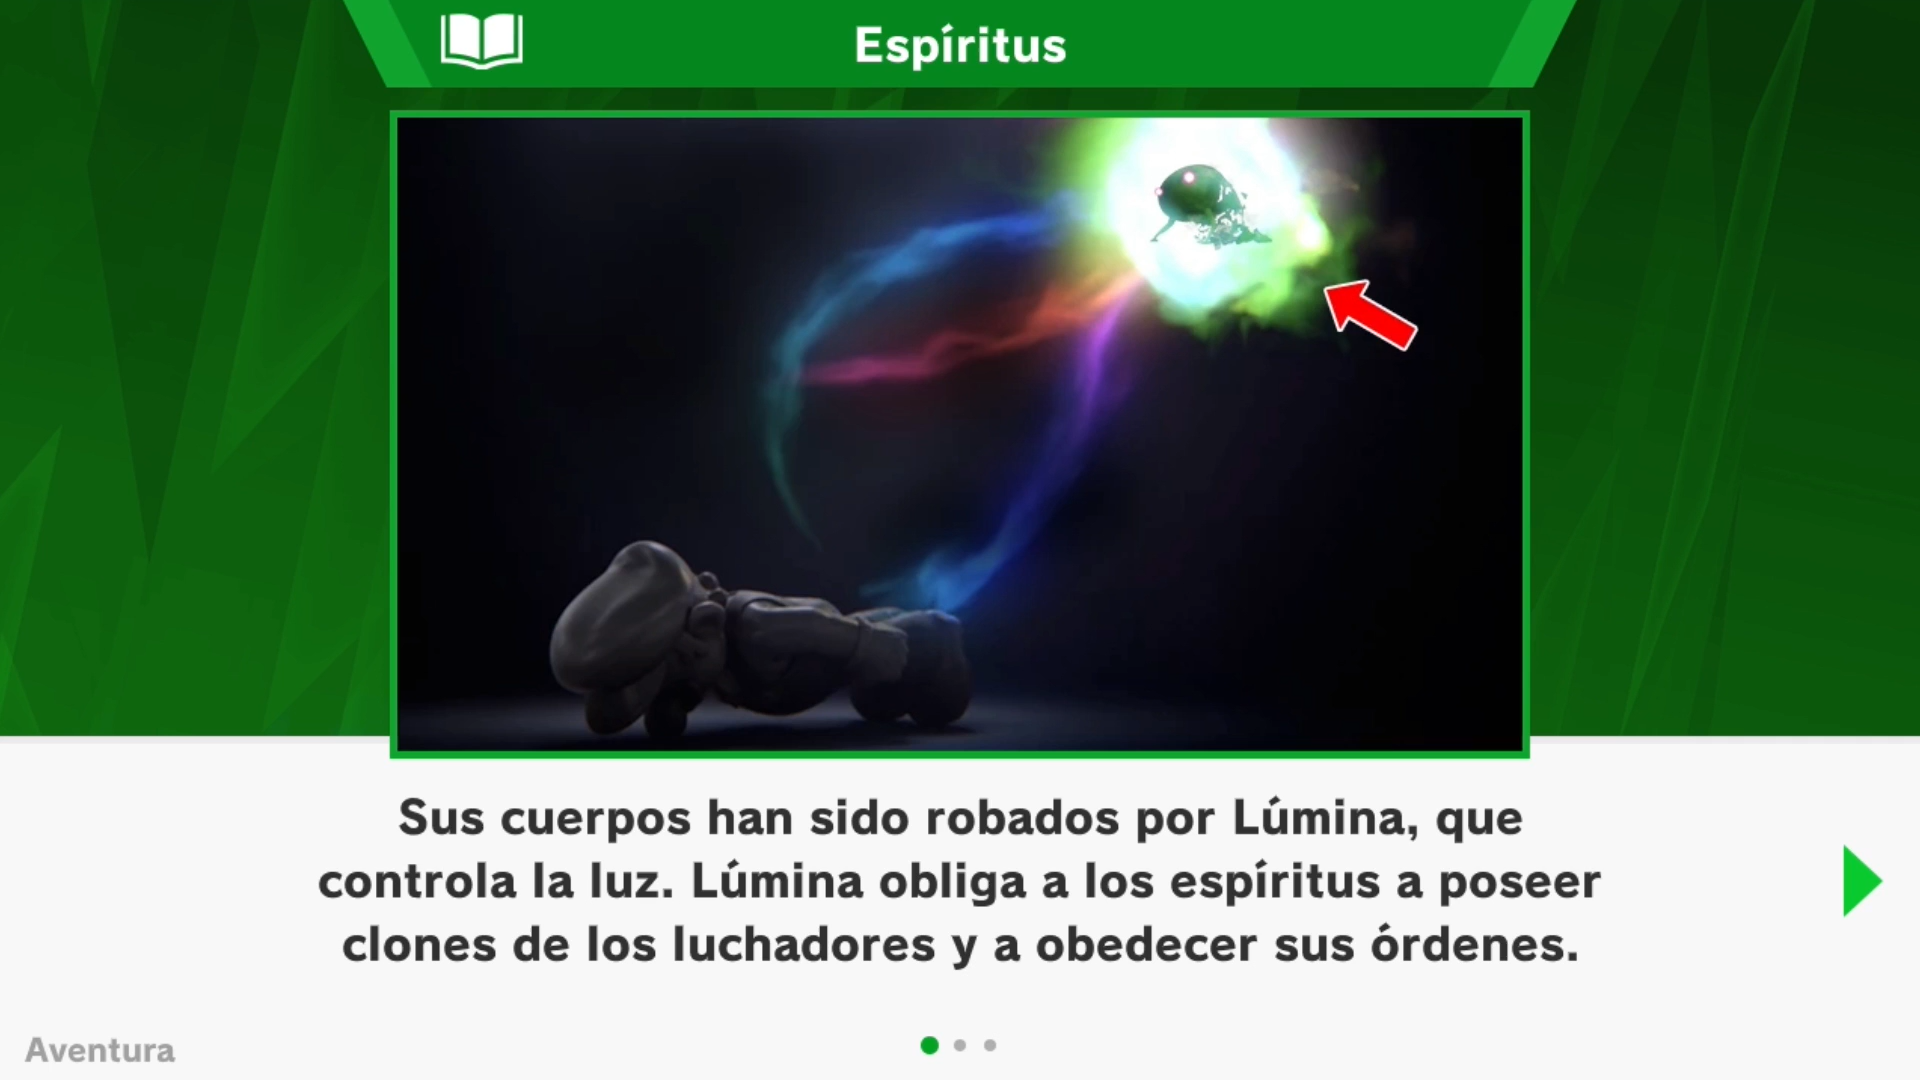 Espíritus
Sus cuerpos han sido robados por Lúmina, que
controla la luz. Lúmina obliga a los espíritus a poseer
clones de los luchadores y a obedecer sus órdenes.
Aventura